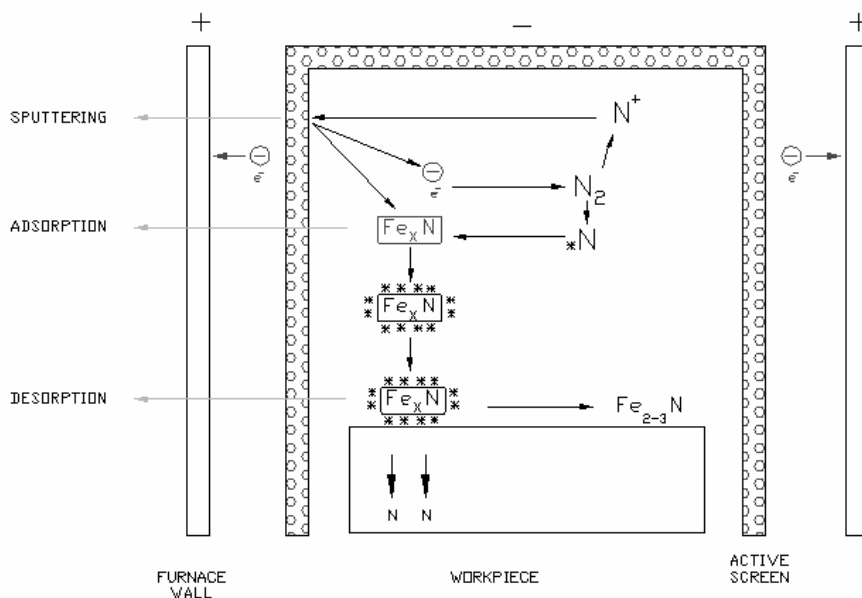 + − +
SPUTTERING
N⁺
⊖ ē
⊖ ē
⊖ ē
N₂
ADSORPTION
FeₓN
*N
FeₓN
DESORPTION
FeₓN
Fe₂₋₃N
N N
FURNACE
WALL
WORKPIECE
ACTIVE
SCREEN